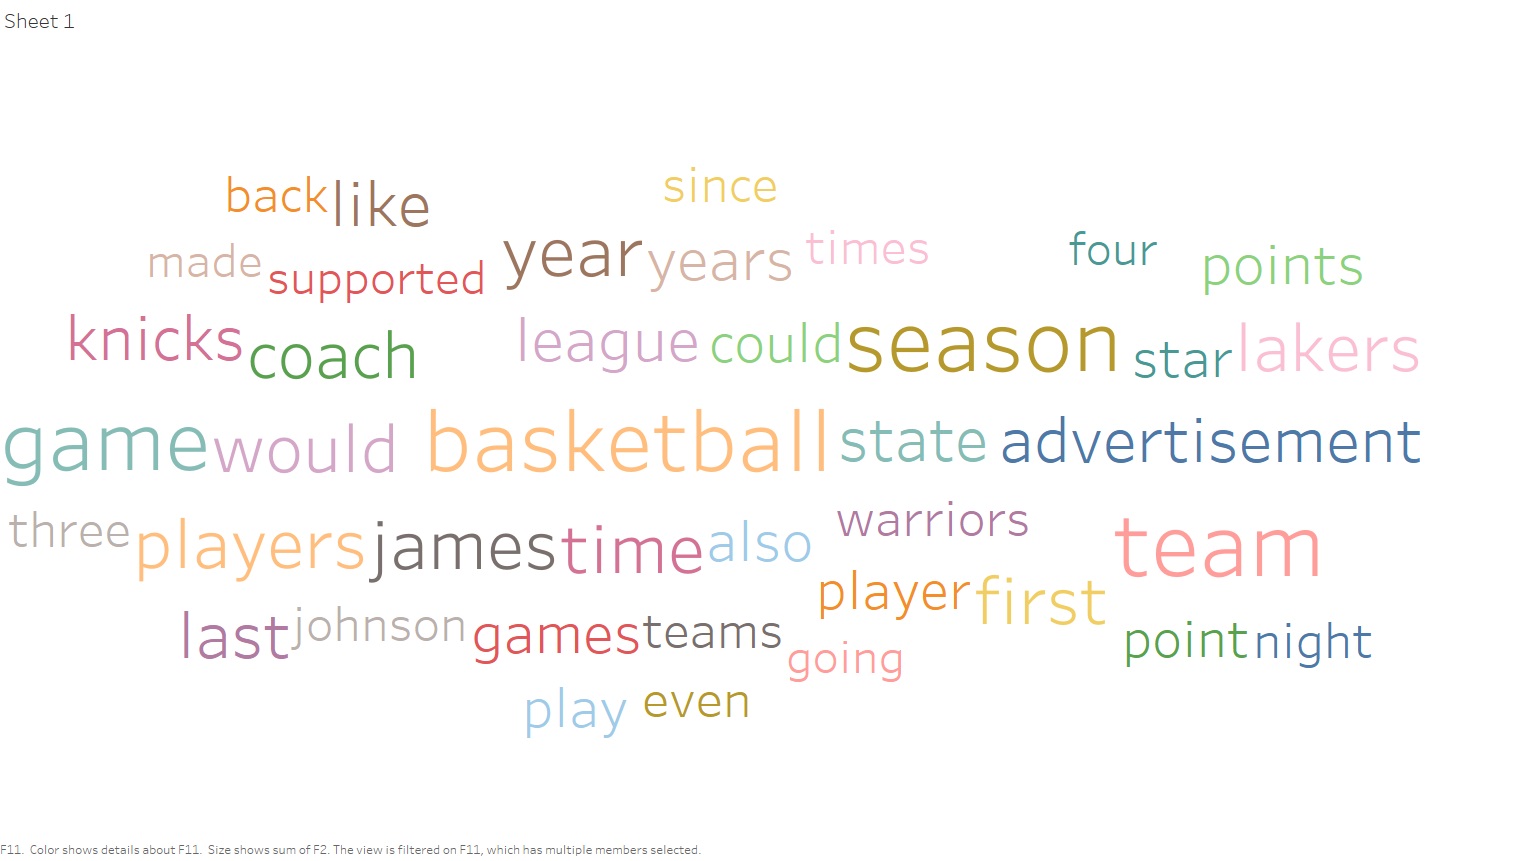 Sheet 1
back like since
made supported year years times four points
knicks coach league could season star lakers
game would basketball state advertisement
three players james time also warriors team
player first
last johnson games teams going point night
play even
F11. Color shows details about F11. Size shows sum of F2. The view is filtered on F11, which has multiple members selected.